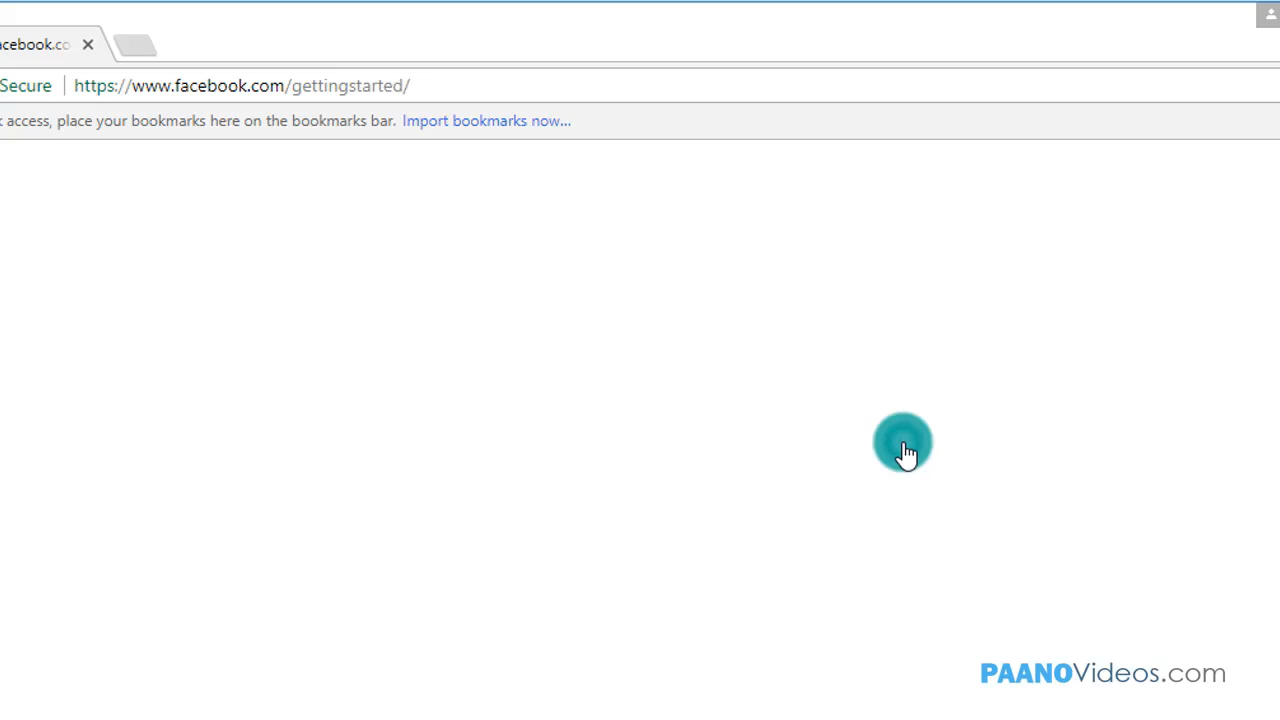 acebook.co
Secure https://www.facebook.com/gettingstarted/
access, place your bookmarks here on the bookmarks bar. Import bookmarks now...
PAANOVideos.com